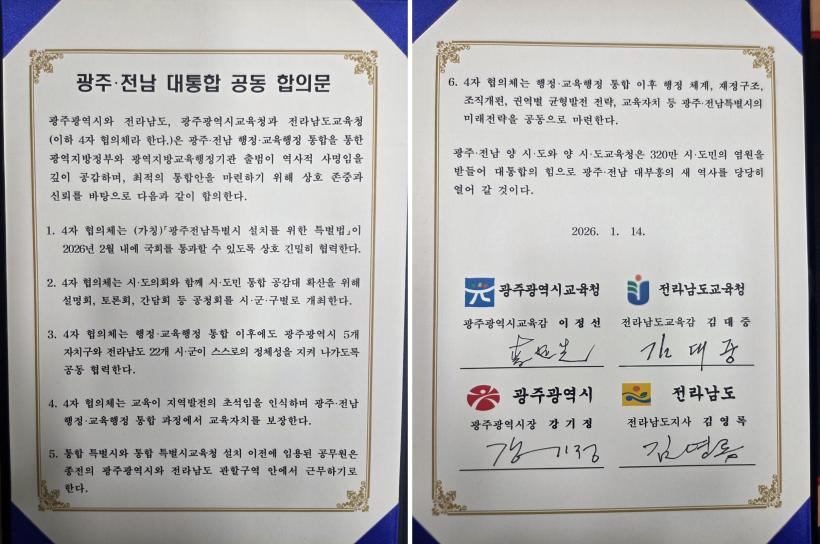 광주·전남 대통합 공동 합의문
광주광역시와 전라남도, 광주광역시교육청과 전라남도교육청
(이하 4자 협의체라 한다.)은 광주·전남 행정·교육행정 통합을 통한
광역지방정부와 광역지방교육행정기관 출범이 역사적 사명임을
깊이 공감하며, 최적의 통합안을 마련하기 위해 상호 존중과
신뢰를 바탕으로 다음과 같이 합의한다.
1. 4자 협의체는 (가칭)｢광주전남특별시 설치를 위한 특별법｣이
2026년 2월 내에 국회를 통과할 수 있도록 상호 긴밀히 협력한다.
2. 4자 협의체는 시·도의회와 함께 시·도민 통합 공감대 확산을 위해
설명회, 토론회, 간담회 등 공청회를 시·군·구별로 개최한다.
3. 4자 협의체는 행정·교육행정 통합 이후에도 광주광역시 5개
자치구와 전라남도 22개 시·군이 스스로의 정체성을 지켜 나가도록
공동 협력한다.
4. 4자 협의체는 교육이 지역발전의 초석임을 인식하며 광주·전남
행정·교육행정 통합 과정에서 교육자치를 보장한다.
5. 통합 특별시와 통합 특별시교육청 설치 이전에 임용된 공무원은
종전의 광주광역시와 전라남도 관할구역 안에서 근무하기로
한다.
6. 4자 협의체는 행정·교육행정 통합 이후 행정 체계, 재정구조,
조직개편, 권역별 균형발전 전략, 교육자치 등 광주·전남특별시의
미래전략을 공동으로 마련한다.
광주·전남 양 시·도와 양 시·도교육청은 320만 시·도민의 염원을
받들어 대통합의 힘으로 광주·전남 대부흥의 새 역사를 당당히
열어 갈 것이다.
2026. 1. 14.
광주광역시교육청 전라남도교육청
광주광역시교육감 이정선 전라남도교육감 김대중
김대중
광주광역시 전라남도
광주광역시장 강기정 전라남도지사 김영록
강기정 김영록